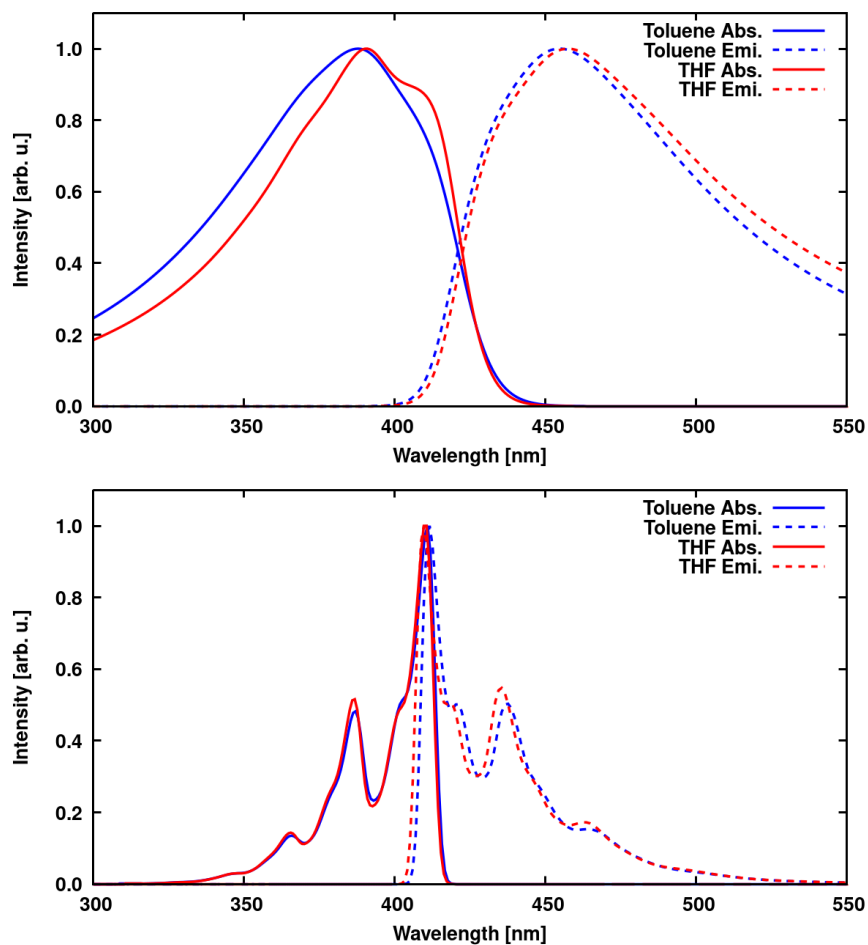 Toluene Abs.
Toluene Emi.
THF Abs.
THF Emi.
Intensity [arb. u.]
1.0
0.8
0.6
0.4
0.2
0.0
300
350
400
450
500
550
Wavelength [nm]
Toluene Abs.
Toluene Emi.
THF Abs.
THF Emi.
Intensity [arb. u.]
1.0
0.8
0.6
0.4
0.2
0.0
300
350
400
450
500
550
Wavelength [nm]